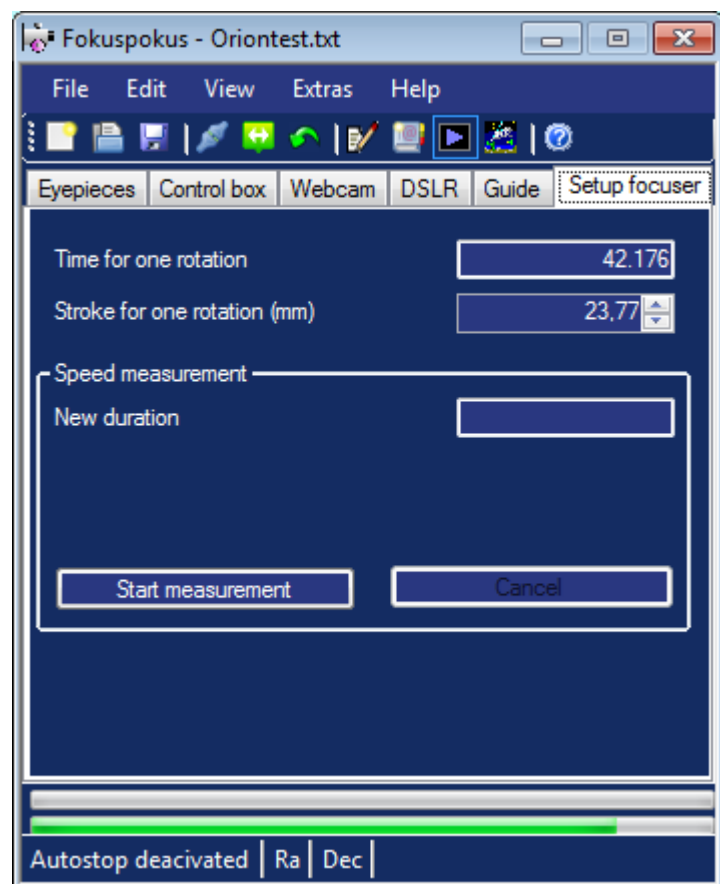 Fokuspokus - Oriontest.txt
File Edit View Extras Help
Eyepieces Control box Webcam DSLR Guide Setup focuser
Time for one rotation 42.176
Stroke for one rotation (mm) 23,77
Speed measurement
New duration
Start measurement Cancel
Autostop deacivated Ra Dec